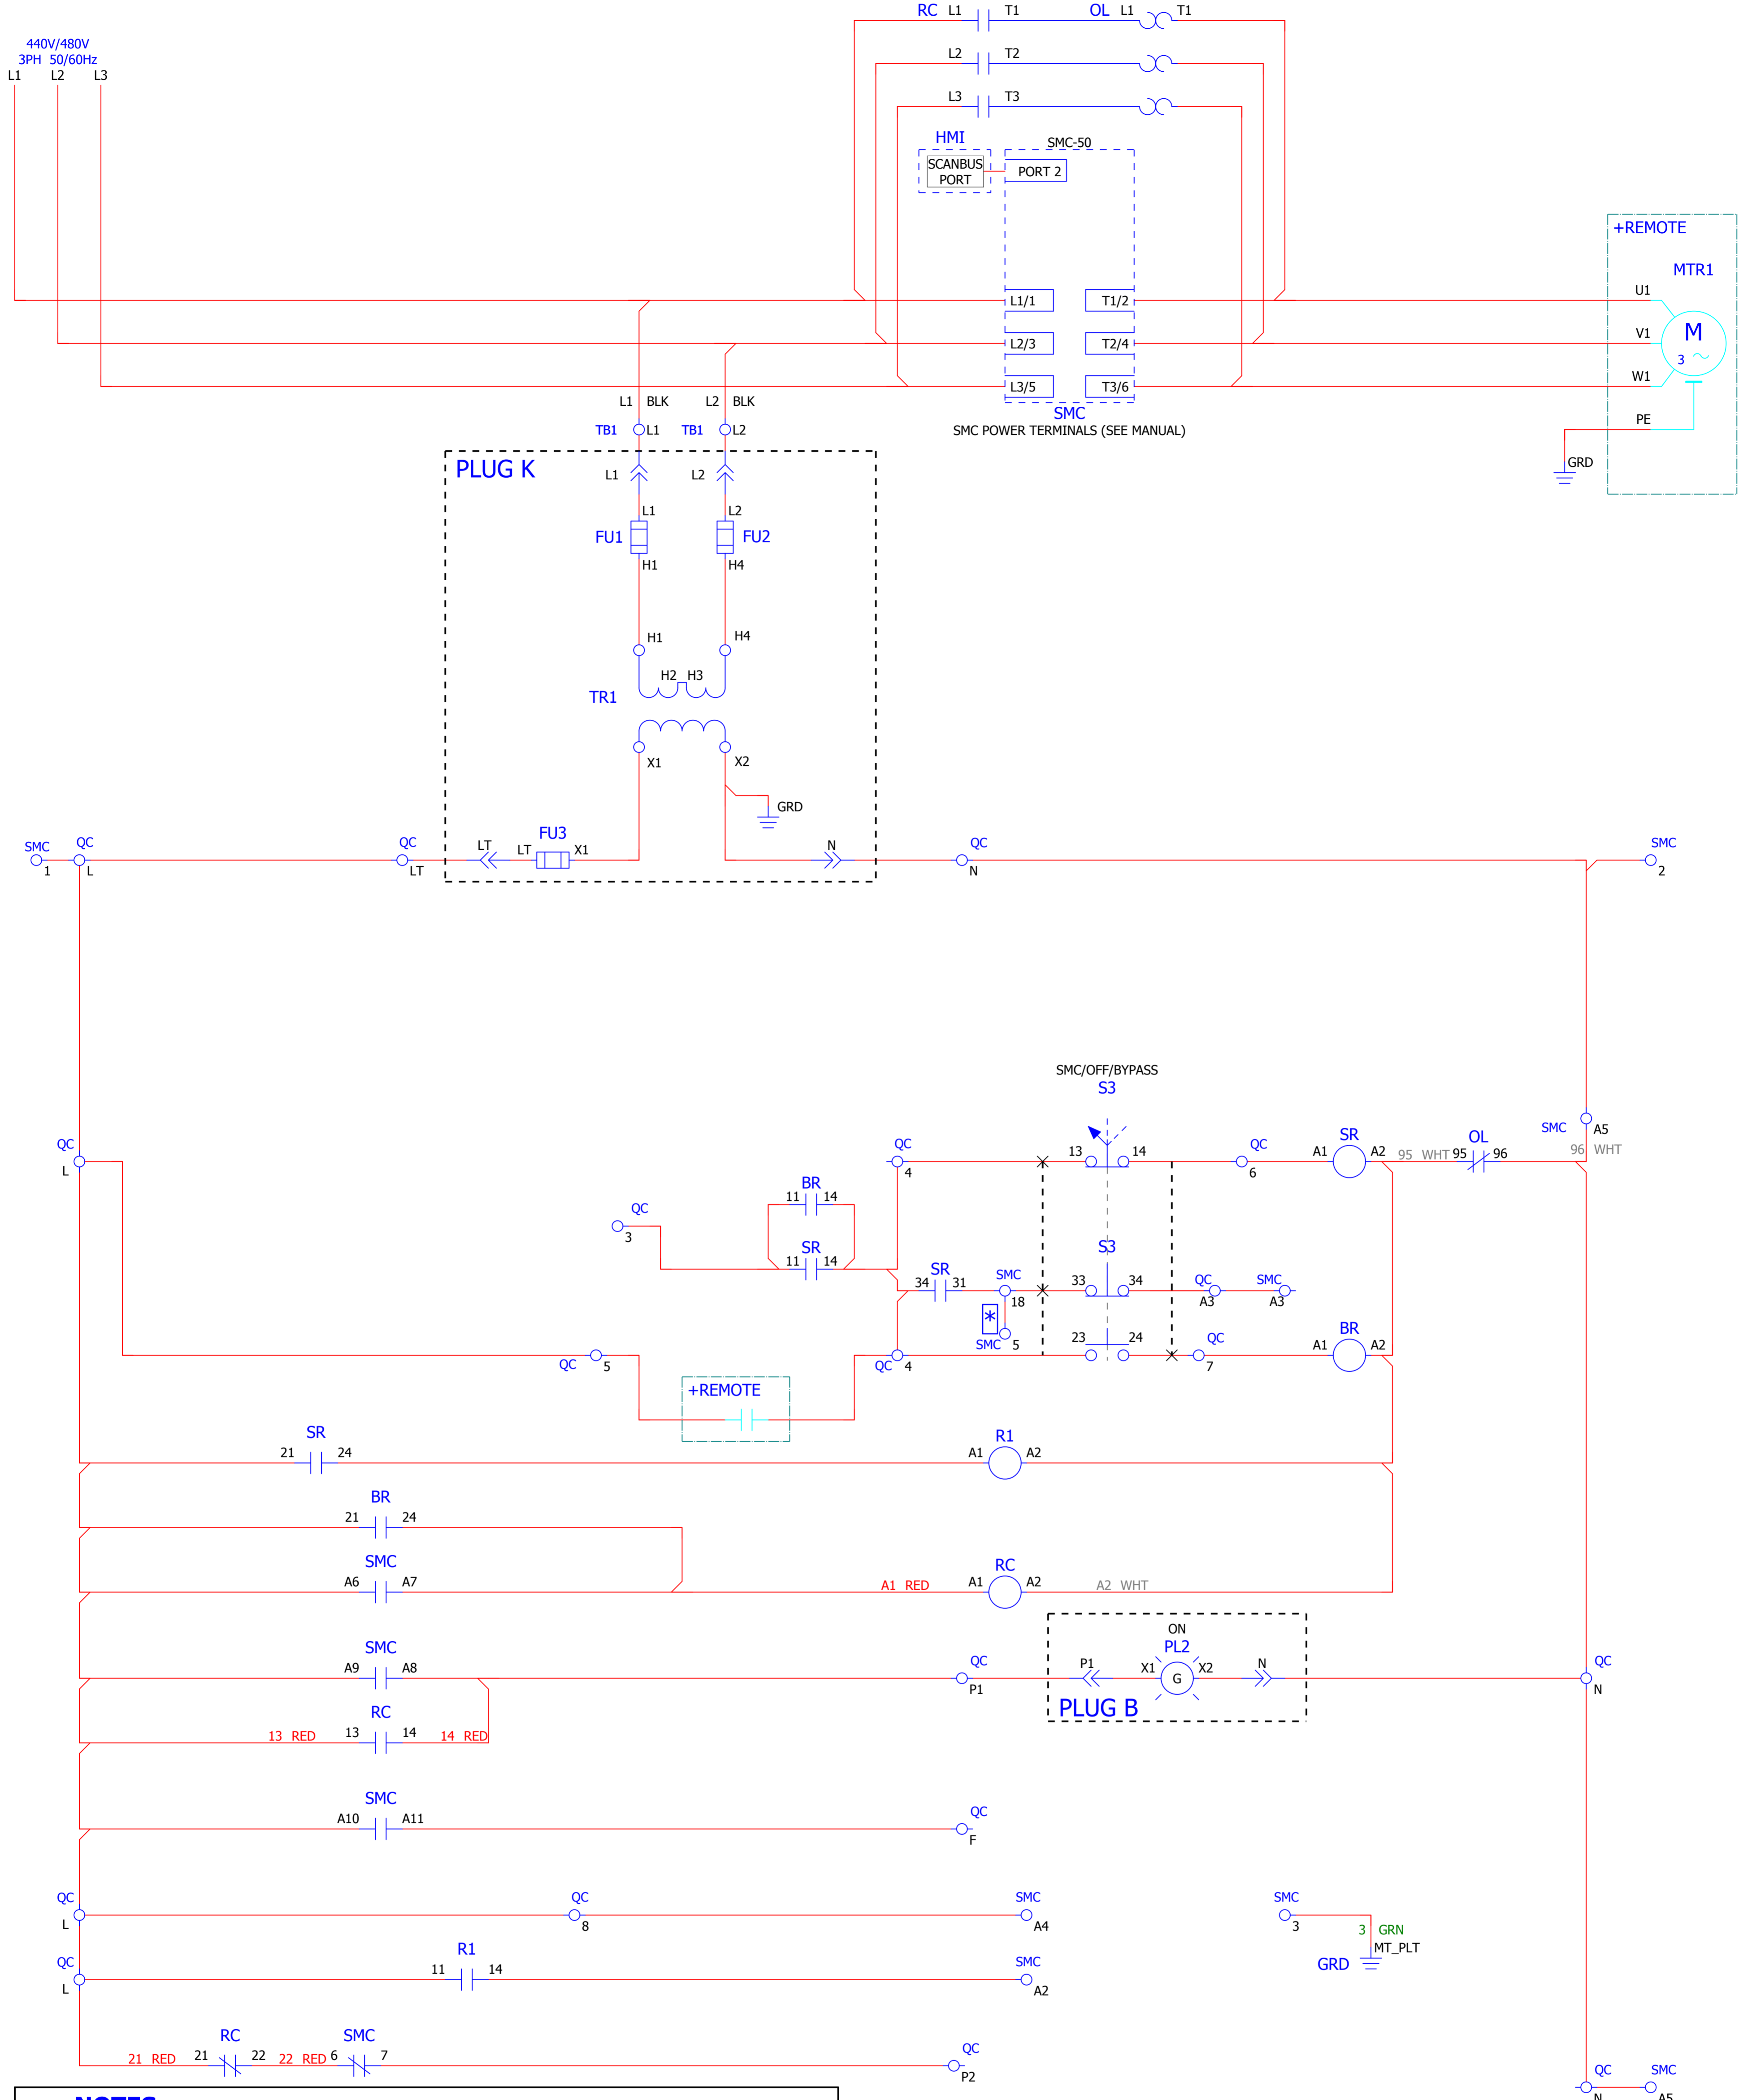 RC L1 T1 OL L1 T1
440V/480V
3PH 50/60Hz
L1 L2 L3
L2 T2
L3 T3
HMI
SMC-50
SCANBUS
PORT
PORT 2
+REMOTE
MTR1
U1
L1/1 T1/2
V1
M
3
L2/3 T2/4
W1
L3/5 T3/6
SMC
SMC POWER TERMINALS (SEE MANUAL)
PE
GRD
L1 BLK L2 BLK
TB1 L1 TB1 L2
PLUG K
L1 L2
L1 L2
FU1 FU2
H1 H4
H1 H4
H2 H3
TR1
X1 X2
GRD
SMC QC QC FU3 QC SMC
LT LT X1 N
1 L LT N 2
SMC/OFF/BYPASS
S3
SMC A5
QC QC 13 14 QC SR OL
A1 A2 95 WHT 95 96 96 WHT
L 4 6
BR
11 14
QC
3
SR S3
11 14
SR SMC QC SMC
34 31 33 34
18 A3 A3
*
SMC 5
23 24 QC BR
A1 A2
QC 5 QC 4 7
+REMOTE
SR R1
21 24 A1 A2
BR
21 24
SMC RC
A6 A7 A1 RED A1 A2 A2 WHT
ON
SMC PL2
A9 A8 QC P1 X1 X2 N QC
G
P1 N
PLUG B
RC
13 RED 13 14 14 RED
SMC
A10 A11 QC
F
QC QC SMC SMC
L 8 A4 3
3 GRN
MT_PLT
GRD
QC R1 SMC
11 14
L A2
RC SMC
21 RED 21 22 22 RED 6 7 QC
P2
QC SMC
N A5
NOTES